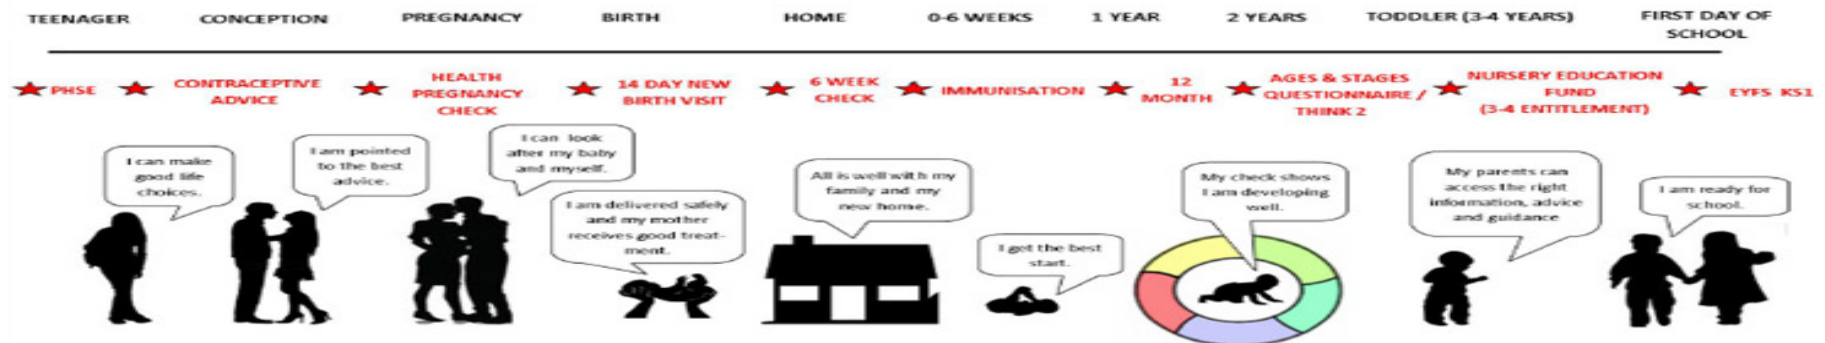 TEENAGER CONCEPTION PREGNANCY BIRTH HOME 0-6 WEEKS 1 YEAR 2 YEARS TODDLER (3-4 YEARS) FIRST DAY OF
SCHOOL
PHSE
CONTRACEPTIVE
ADVICE
HEALTH
PREGNANCY
CHECK
14 DAY NEW
BIRTH VISIT
6 WEEK
CHECK
IMMUNISATION
12
MONTH
AGES & STAGES
QUESTIONNAIRE /
THINK 2
NURSERY EDUCATION
FUND
(3-4 ENTITLEMENT)
EYFS KS1
I can make
good life
choices.
I am pointed
to the best
advice.
I can look
after my baby
and myself.
I am delivered safely
and my mother
receives good treat-
ment.
All is well with my
family and my
new home.
I get the best
start.
My check shows
I am developing
well.
My parents can
access the right
information, advice
and guidance
I am ready for
school.